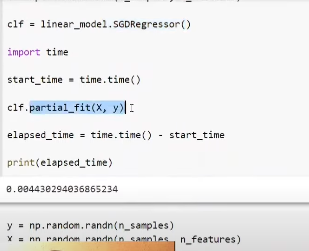 clf = linear_model.SGDRegressor()
import time
start_time = time.time()
clf.partial_fit(X, y)
elapsed_time = time.time() - start_time
print(elapsed_time)
0.004430294036865234
y = np.random.randn(n_samples)
X = np.random.randn(n_samples, n_features)